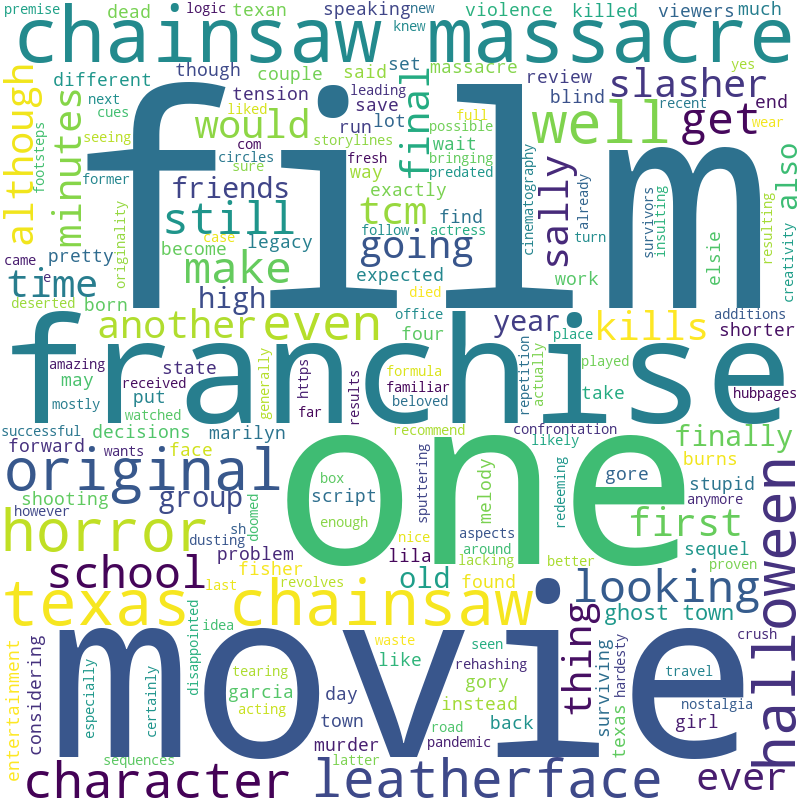 premise dead logic texan speaking new violence killed viewers much
knew
chainsaw massacre
different though couple said set massacre review slasher
next tension leading save run lot blind end
cues liked full possible recent yes wear
although minutes seeing would com circles storylines fresh bringing predated final wait well get
footsteps former sure way exactly cinematography already survivors insulting resulting also
film
friends still tcm find sally
originality become case legacy follow actress going turn creativity
pretty make expected work elsie
came e time born died high
deserted another even office four year place kills additions shorter
franchise
amazing may state received put https far results formula familiar beloved generally repetition played actually take hubpages
mostly watched
successful decisions marilyn recommend confrontation likely finally
forward wants face
original one
shooting group box script melody sputtering redeeming gore burns stupid anymore
however doomed enough
horror sh dusting problem nice aspects first sequel
lila around lacking better proven
school fisher last revolves old found looking ghost town
texas chainsaw
idea crush
movie
entertainment considering especially certainly disappointed tearing garcia acting waste like seen rehashing gory instead thing surviving hardesty texas travel nostalgia girl halloween
day town road back
murder pandemic
sequences latter
character leatherface ever